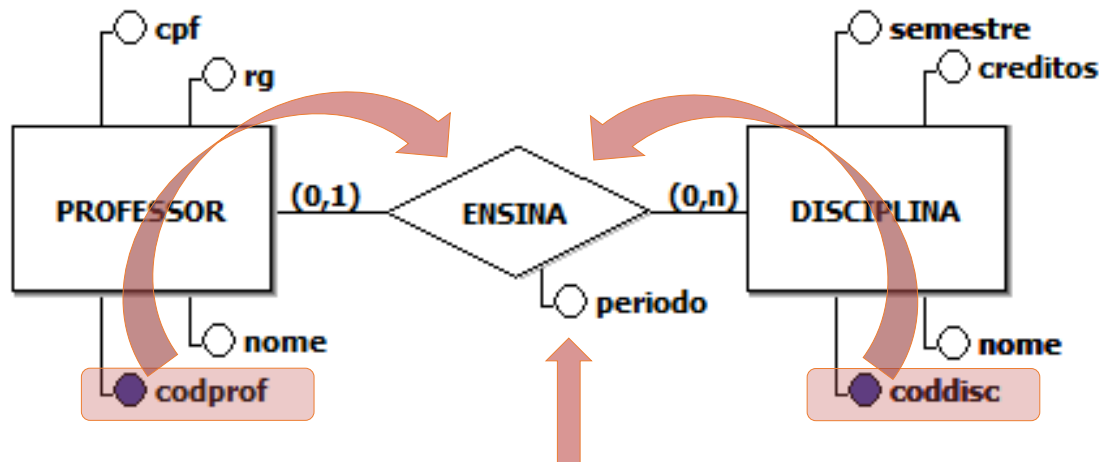 cpf
rg
PROFESSOR
nome
codprof
(0,1)
ENSINA
(0,n)
periodo
semestre
creditos
DISCIPLINA
nome
coddisc